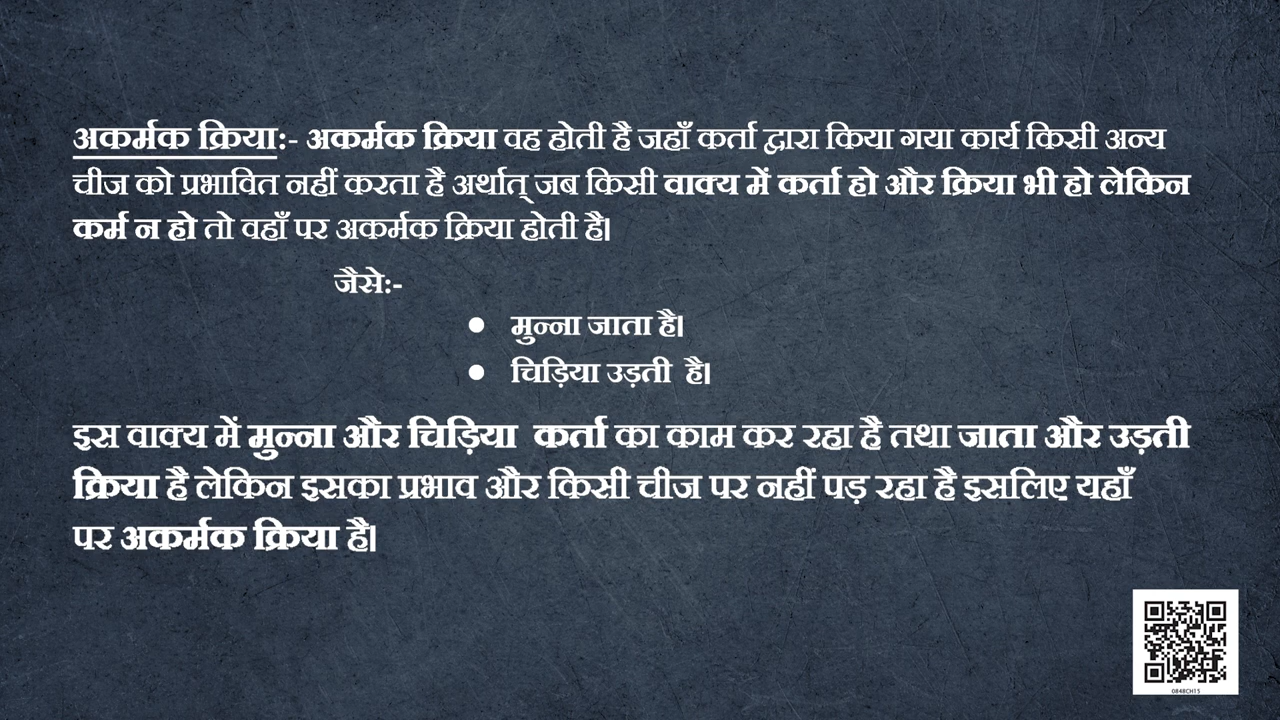 अकर्मक क्रिया:- अकर्मक क्रिया वह होती है जहाँ कर्ता द्वारा किया गया कार्य किसी अन्य
चीज को प्रभावित नहीं करता है अर्थात् जब किसी वाक्य में कर्ता हो और क्रिया भी हो लेकिन
कर्म न हो तो वहाँ पर अकर्मक क्रिया होती है।
जैसे:-
● मुन्ना जाता है।
● चिड़िया उड़ती है।
इस वाक्य में मुन्ना और चिड़िया कर्ता का काम कर रहा है तथा जाता और उड़ती
क्रिया है लेकिन इसका प्रभाव और किसी चीज पर नहीं पड़ रहा है इसलिए यहाँ
पर अकर्मक क्रिया है।
0848CH15